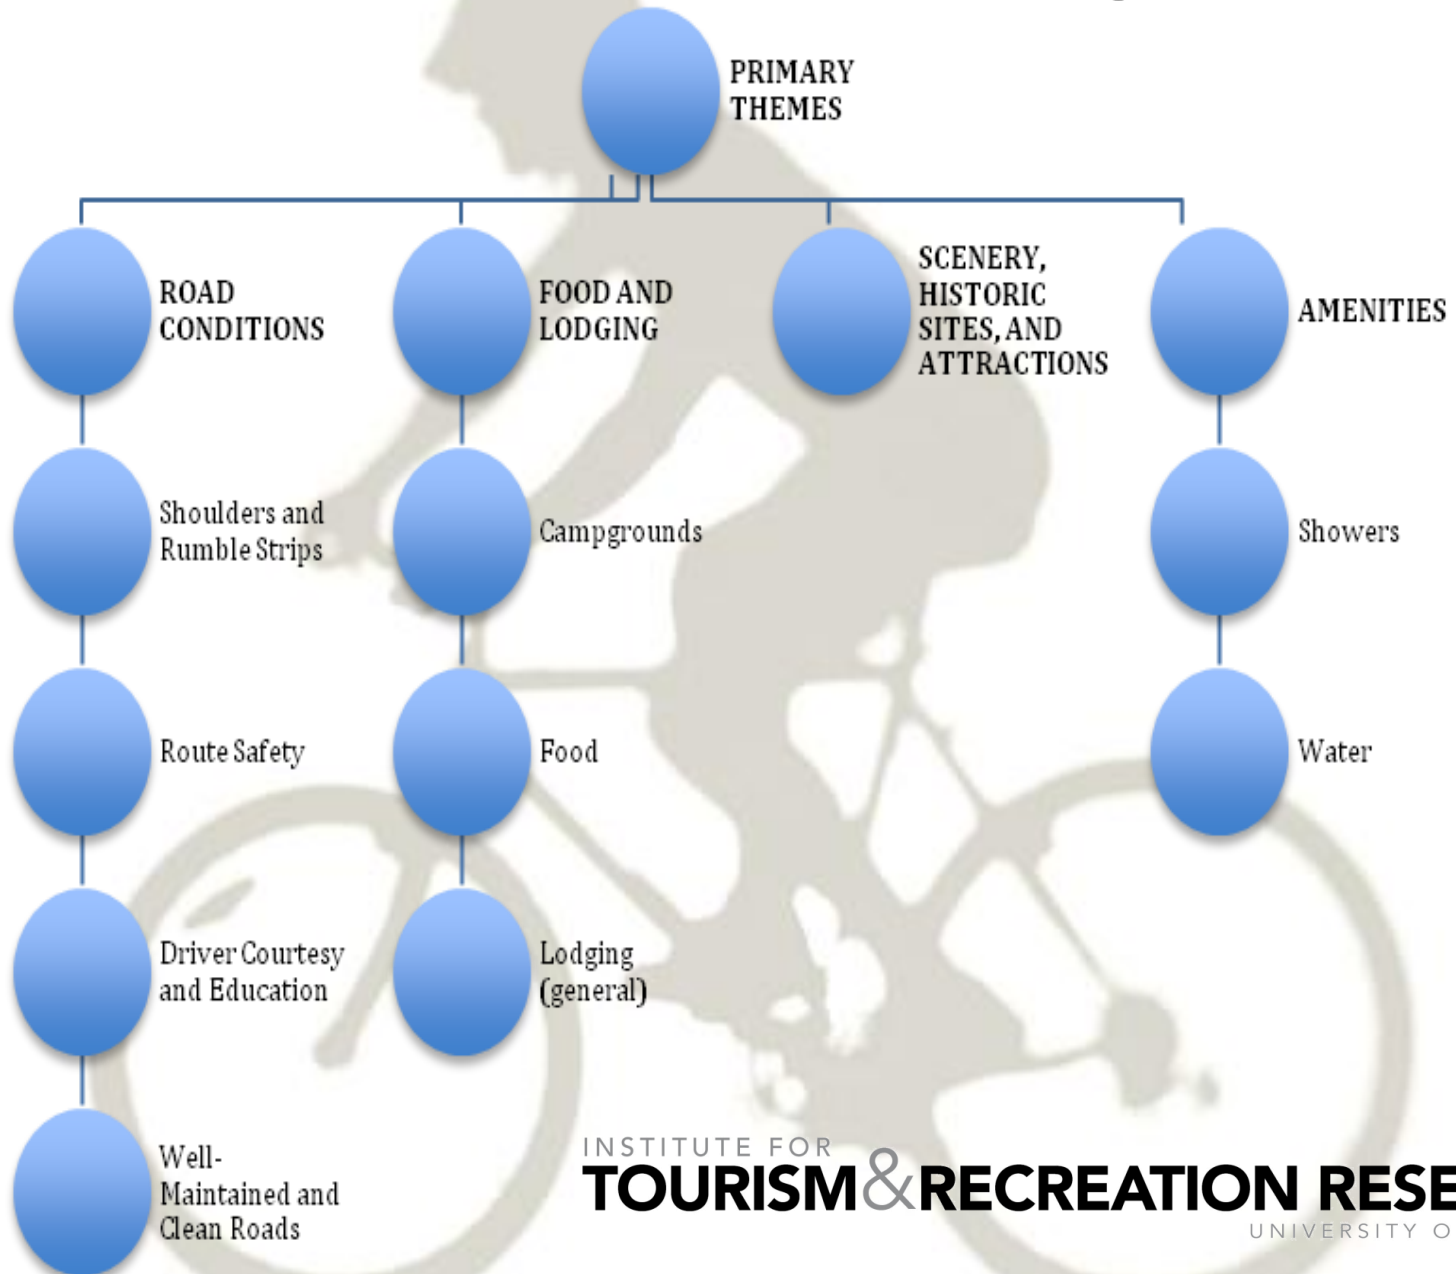 PRIMARY
THEMES
ROAD
CONDITIONS
FOOD AND
LODGING
SCENERY,
HISTORIC
SITES, AND
ATTRACTIONS
AMENITIES
Shoulders and
Rumble Strips
Campgrounds
Showers
Route Safety
Food
Water
Driver Courtesy
and Education
Lodging
(general)
Well-
Maintained and
Clean Roads
INSTITUTE FOR
TOURISM & RECREATION RESE
UNIVERSITY O